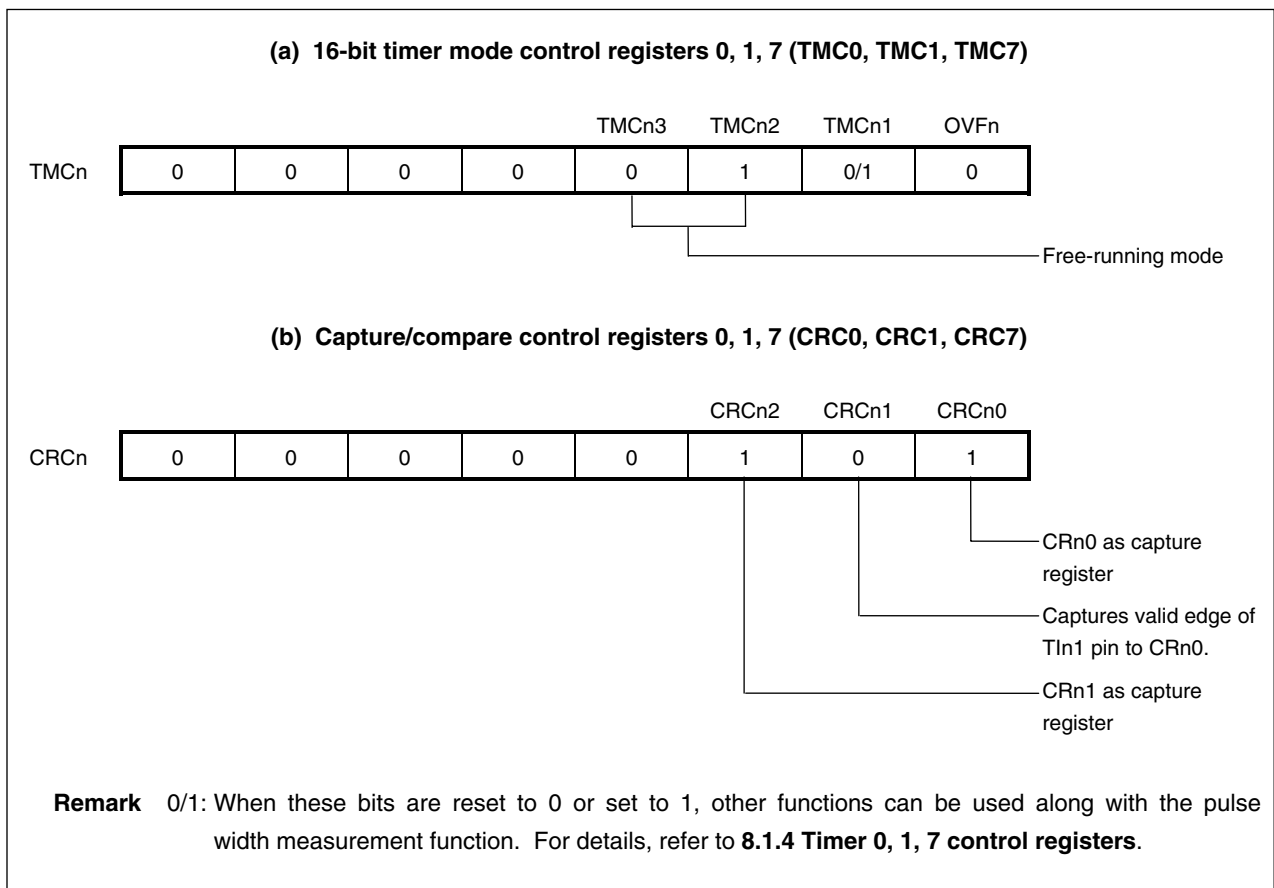 (a) 16-bit timer mode control registers 0, 1, 7 (TMC0, TMC1, TMC7)
TMCn3 TMCn2 TMCn1 OVFn
TMCn 0 0 0 0 0 1 0/1 0
Free-running mode
(b) Capture/compare control registers 0, 1, 7 (CRC0, CRC1, CRC7)
CRCn2 CRCn1 CRCn0
CRCn 0 0 0 0 0 1 0 1
CRn0 as capture
register
Captures valid edge of
TIn1 pin to CRn0.
CRn1 as capture
register
Remark 0/1: When these bits are reset to 0 or set to 1, other functions can be used along with the pulse
width measurement function. For details, refer to 8.1.4 Timer 0, 1, 7 control registers.